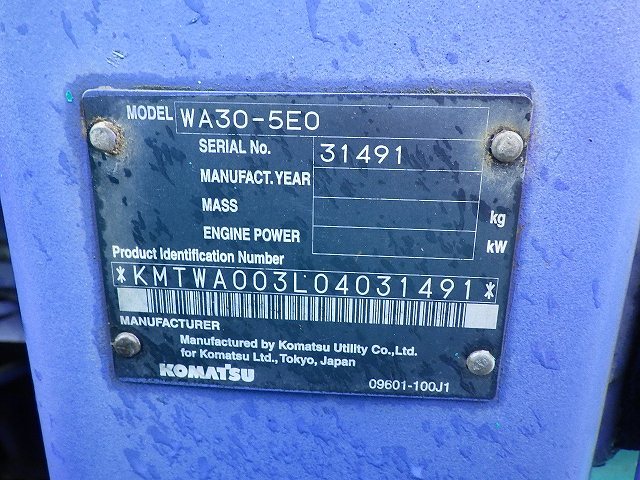 MODEL WA30-5E0
SERIAL No. 31491
MANUFACT. YEAR
MASS kg
ENGINE POWER kW
Product Identification Number
*KMTWA003L04031491*
MANUFACTURER
Manufactured by Komatsu Utility Co.,Ltd.
for Komatsu Ltd.,Tokyo, Japan
KOMATSU
09601-100J1